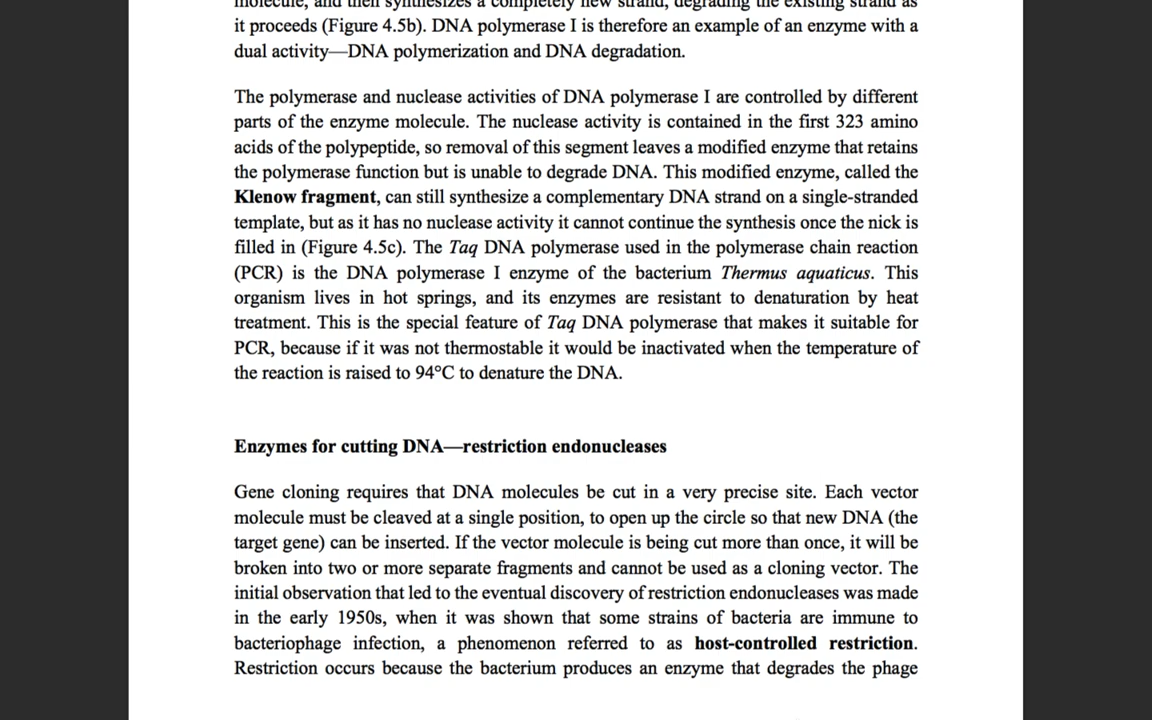 molecule, and then synthesizes a completely new strand, degrading the existing strand as
it proceeds (Figure 4.5b). DNA polymerase I is therefore an example of an enzyme with a
dual activity—DNA polymerization and DNA degradation.
The polymerase and nuclease activities of DNA polymerase I are controlled by different
parts of the enzyme molecule. The nuclease activity is contained in the first 323 amino
acids of the polypeptide, so removal of this segment leaves a modified enzyme that retains
the polymerase function but is unable to degrade DNA. This modified enzyme, called the
Klenow fragment, can still synthesize a complementary DNA strand on a single-stranded
template, but as it has no nuclease activity it cannot continue the synthesis once the nick is
filled in (Figure 4.5c). The Taq DNA polymerase used in the polymerase chain reaction
(PCR) is the DNA polymerase I enzyme of the bacterium Thermus aquaticus. This
organism lives in hot springs, and its enzymes are resistant to denaturation by heat
treatment. This is the special feature of Taq DNA polymerase that makes it suitable for
PCR, because if it was not thermostable it would be inactivated when the temperature of
the reaction is raised to 94°C to denature the DNA.
Enzymes for cutting DNA—restriction endonucleases
Gene cloning requires that DNA molecules be cut in a very precise site. Each vector
molecule must be cleaved at a single position, to open up the circle so that new DNA (the
target gene) can be inserted. If the vector molecule is being cut more than once, it will be
broken into two or more separate fragments and cannot be used as a cloning vector. The
initial observation that led to the eventual discovery of restriction endonucleases was made
in the early 1950s, when it was shown that some strains of bacteria are immune to
bacteriophage infection, a phenomenon referred to as host-controlled restriction.
Restriction occurs because the bacterium produces an enzyme that degrades the phage